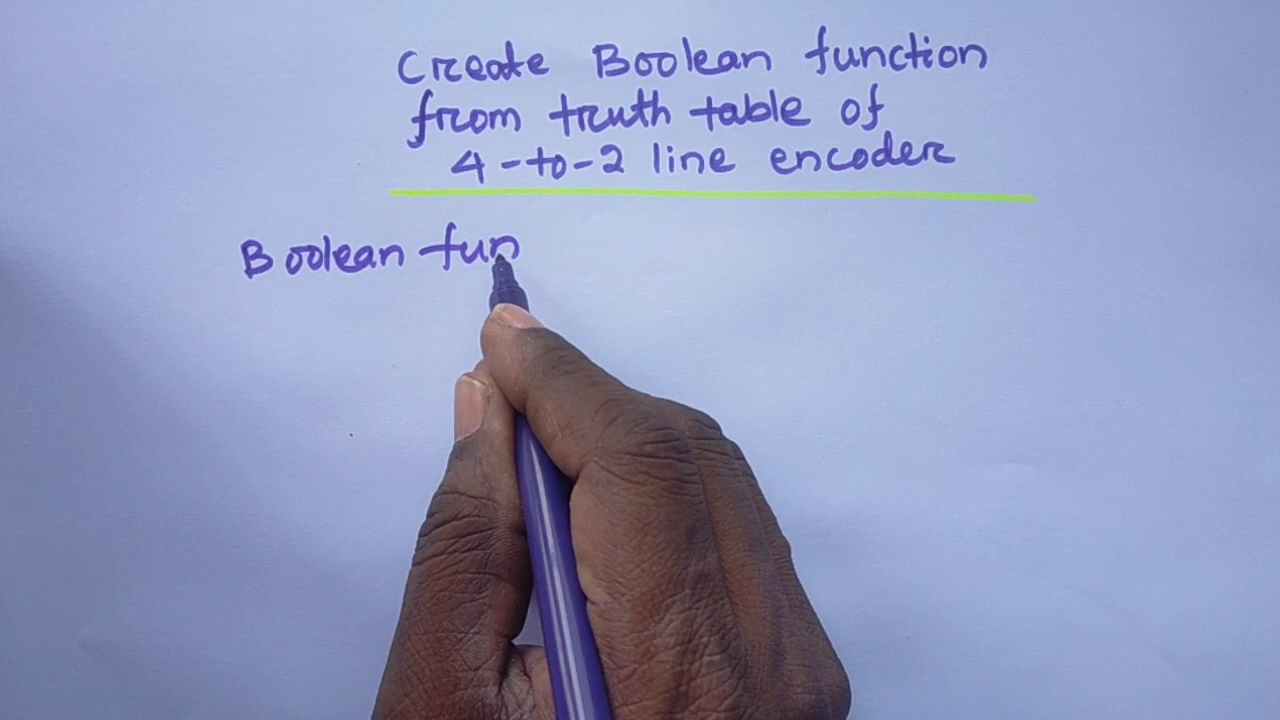 Create Boolean function
from truth table of
4-to-2 line encoder
Boolean fun